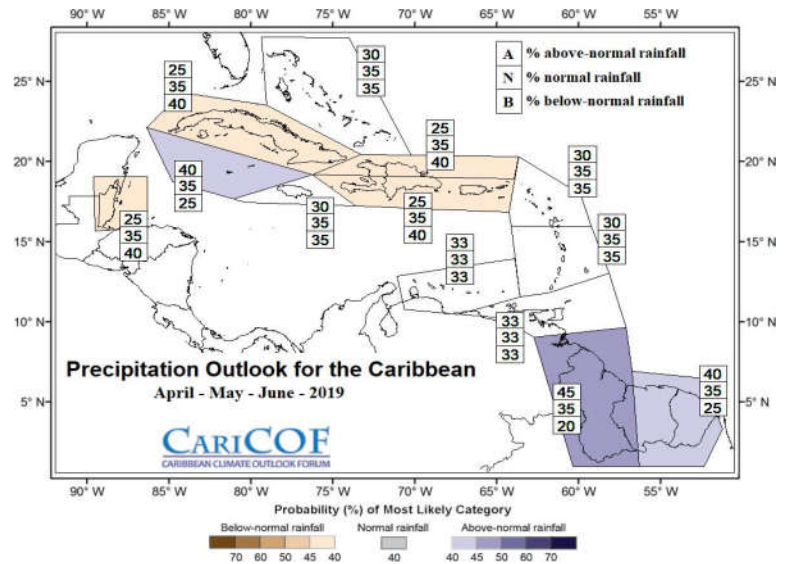 90° W 85° W 80° W 75° W 70° W 65° W 60° W 55° W
A % above-normal rainfall
N % normal rainfall
B % below-normal rainfall
30
35
35
25
35
40
25° N 25° N
25
35
40
20° N 20° N
30
35
35
40
35
25
25
35
40
30
35
35
25
35
40
30
35
35
15° N 15° N
33
33
33
10° N 10° N
33
33
33
Precipitation Outlook for the Caribbean
April - May - June - 2019
40
35
25
45
35
20
5° N 5° N
CARICOF
CARIBBEAN CLIMATE OUTLOOK FORUM
90° W 85° W 80° W 75° W 70° W 65° W 60° W 55° W
Probability (%) of Most Likely Category
Below-normal rainfall Normal rainfall Above-normal rainfall
70 60 50 45 40 40 40 45 50 60 70